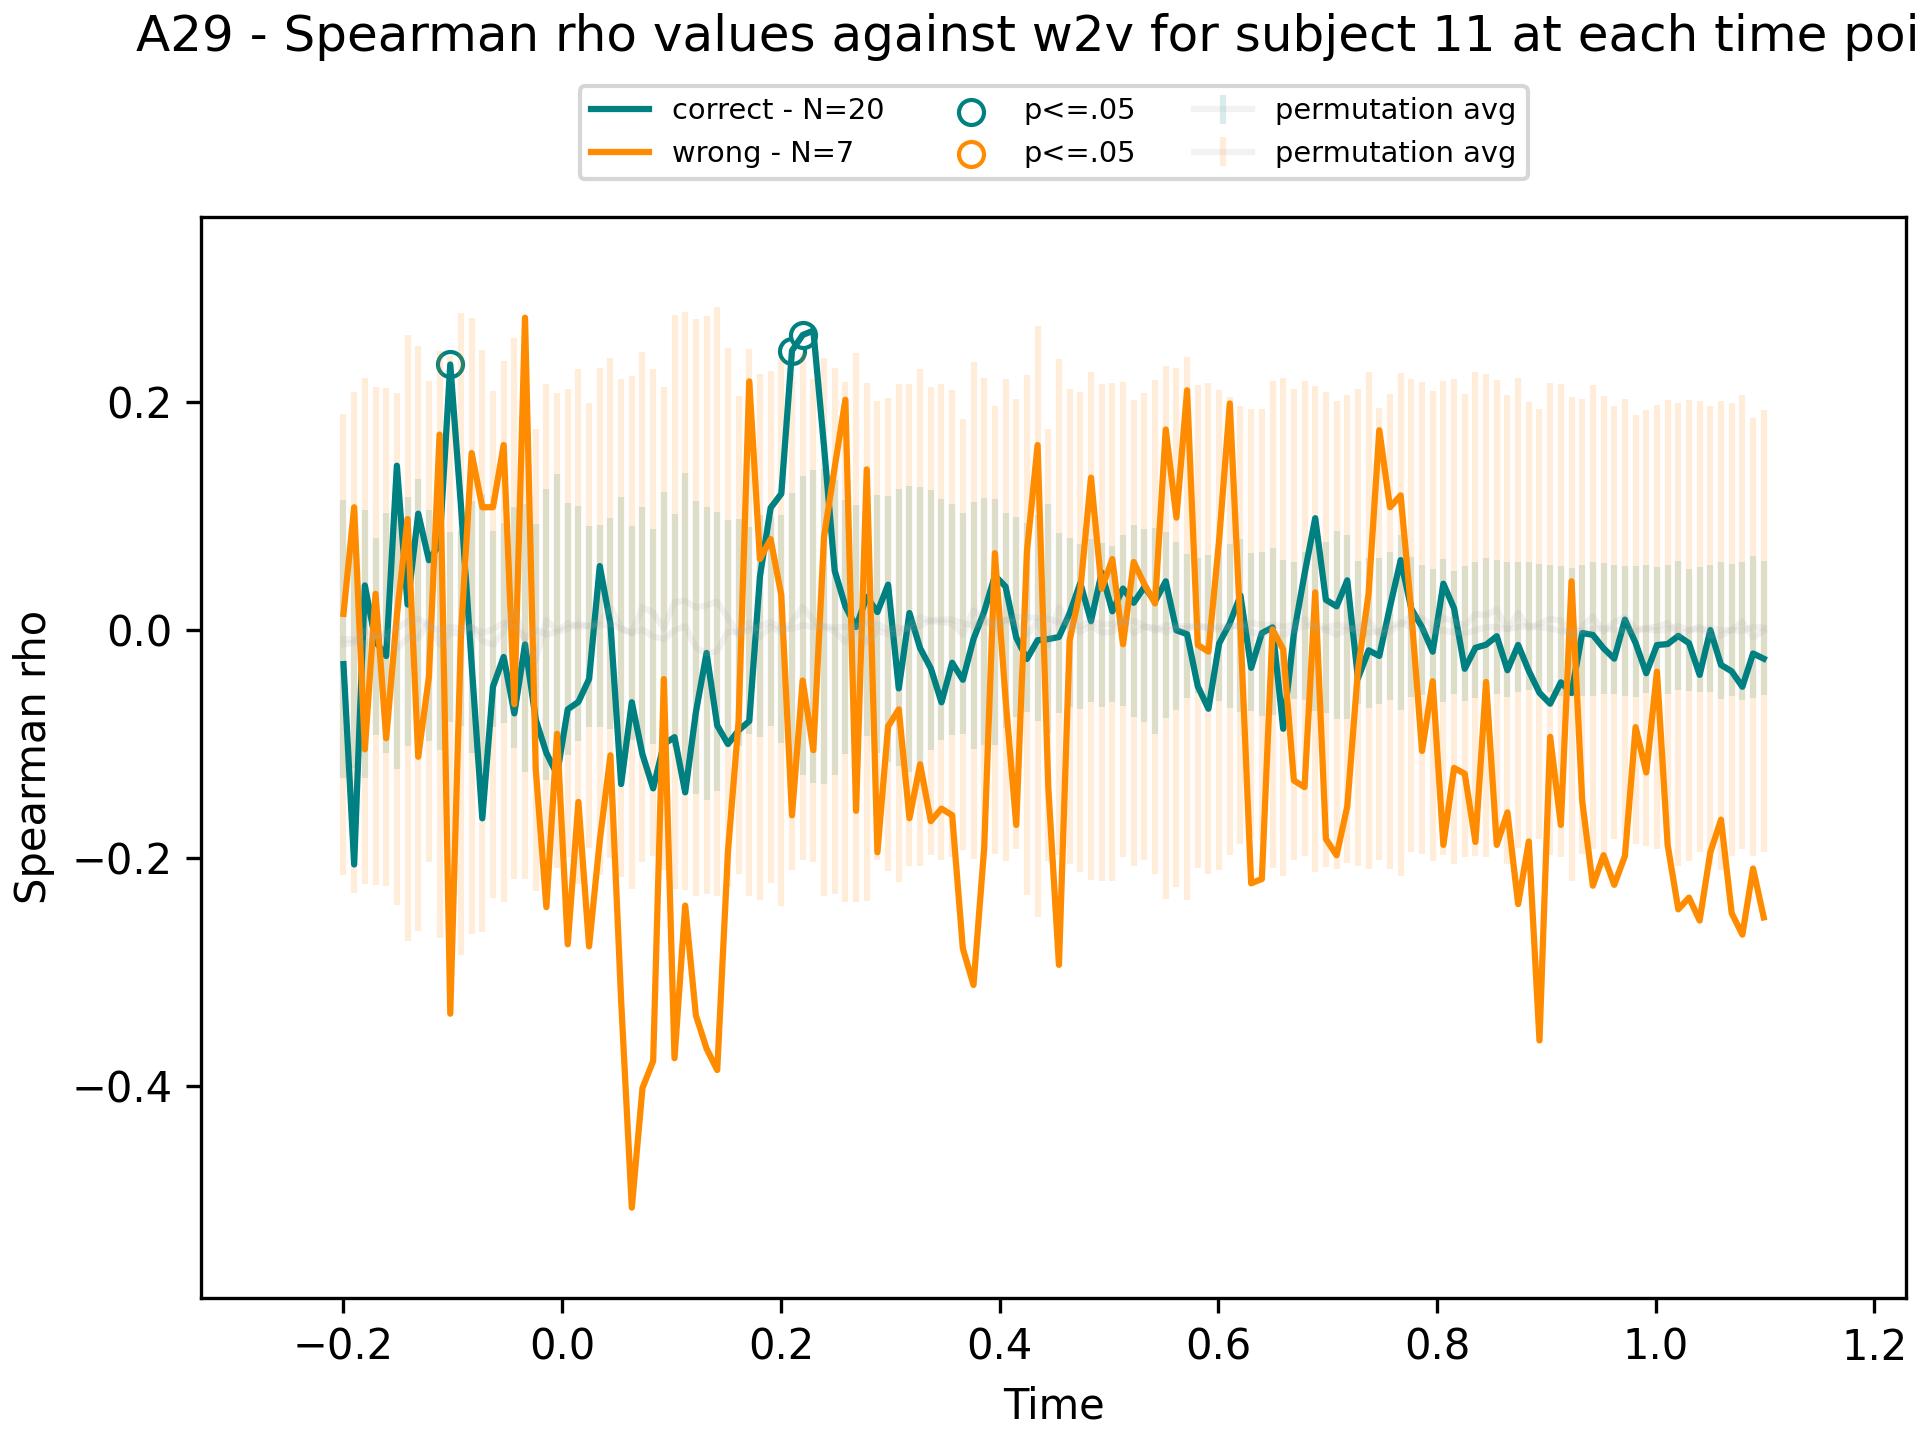 A29 - Spearman rho values against w2v for subject 11 at each time poi
correct - N=20 p<=.05 permutation avg
wrong - N=7 p<=.05 permutation avg
0.2
0.0
−0.2
−0.4
Spearman rho
−0.2 0.0 0.2 0.4 0.6 0.8 1.0 1.2
Time